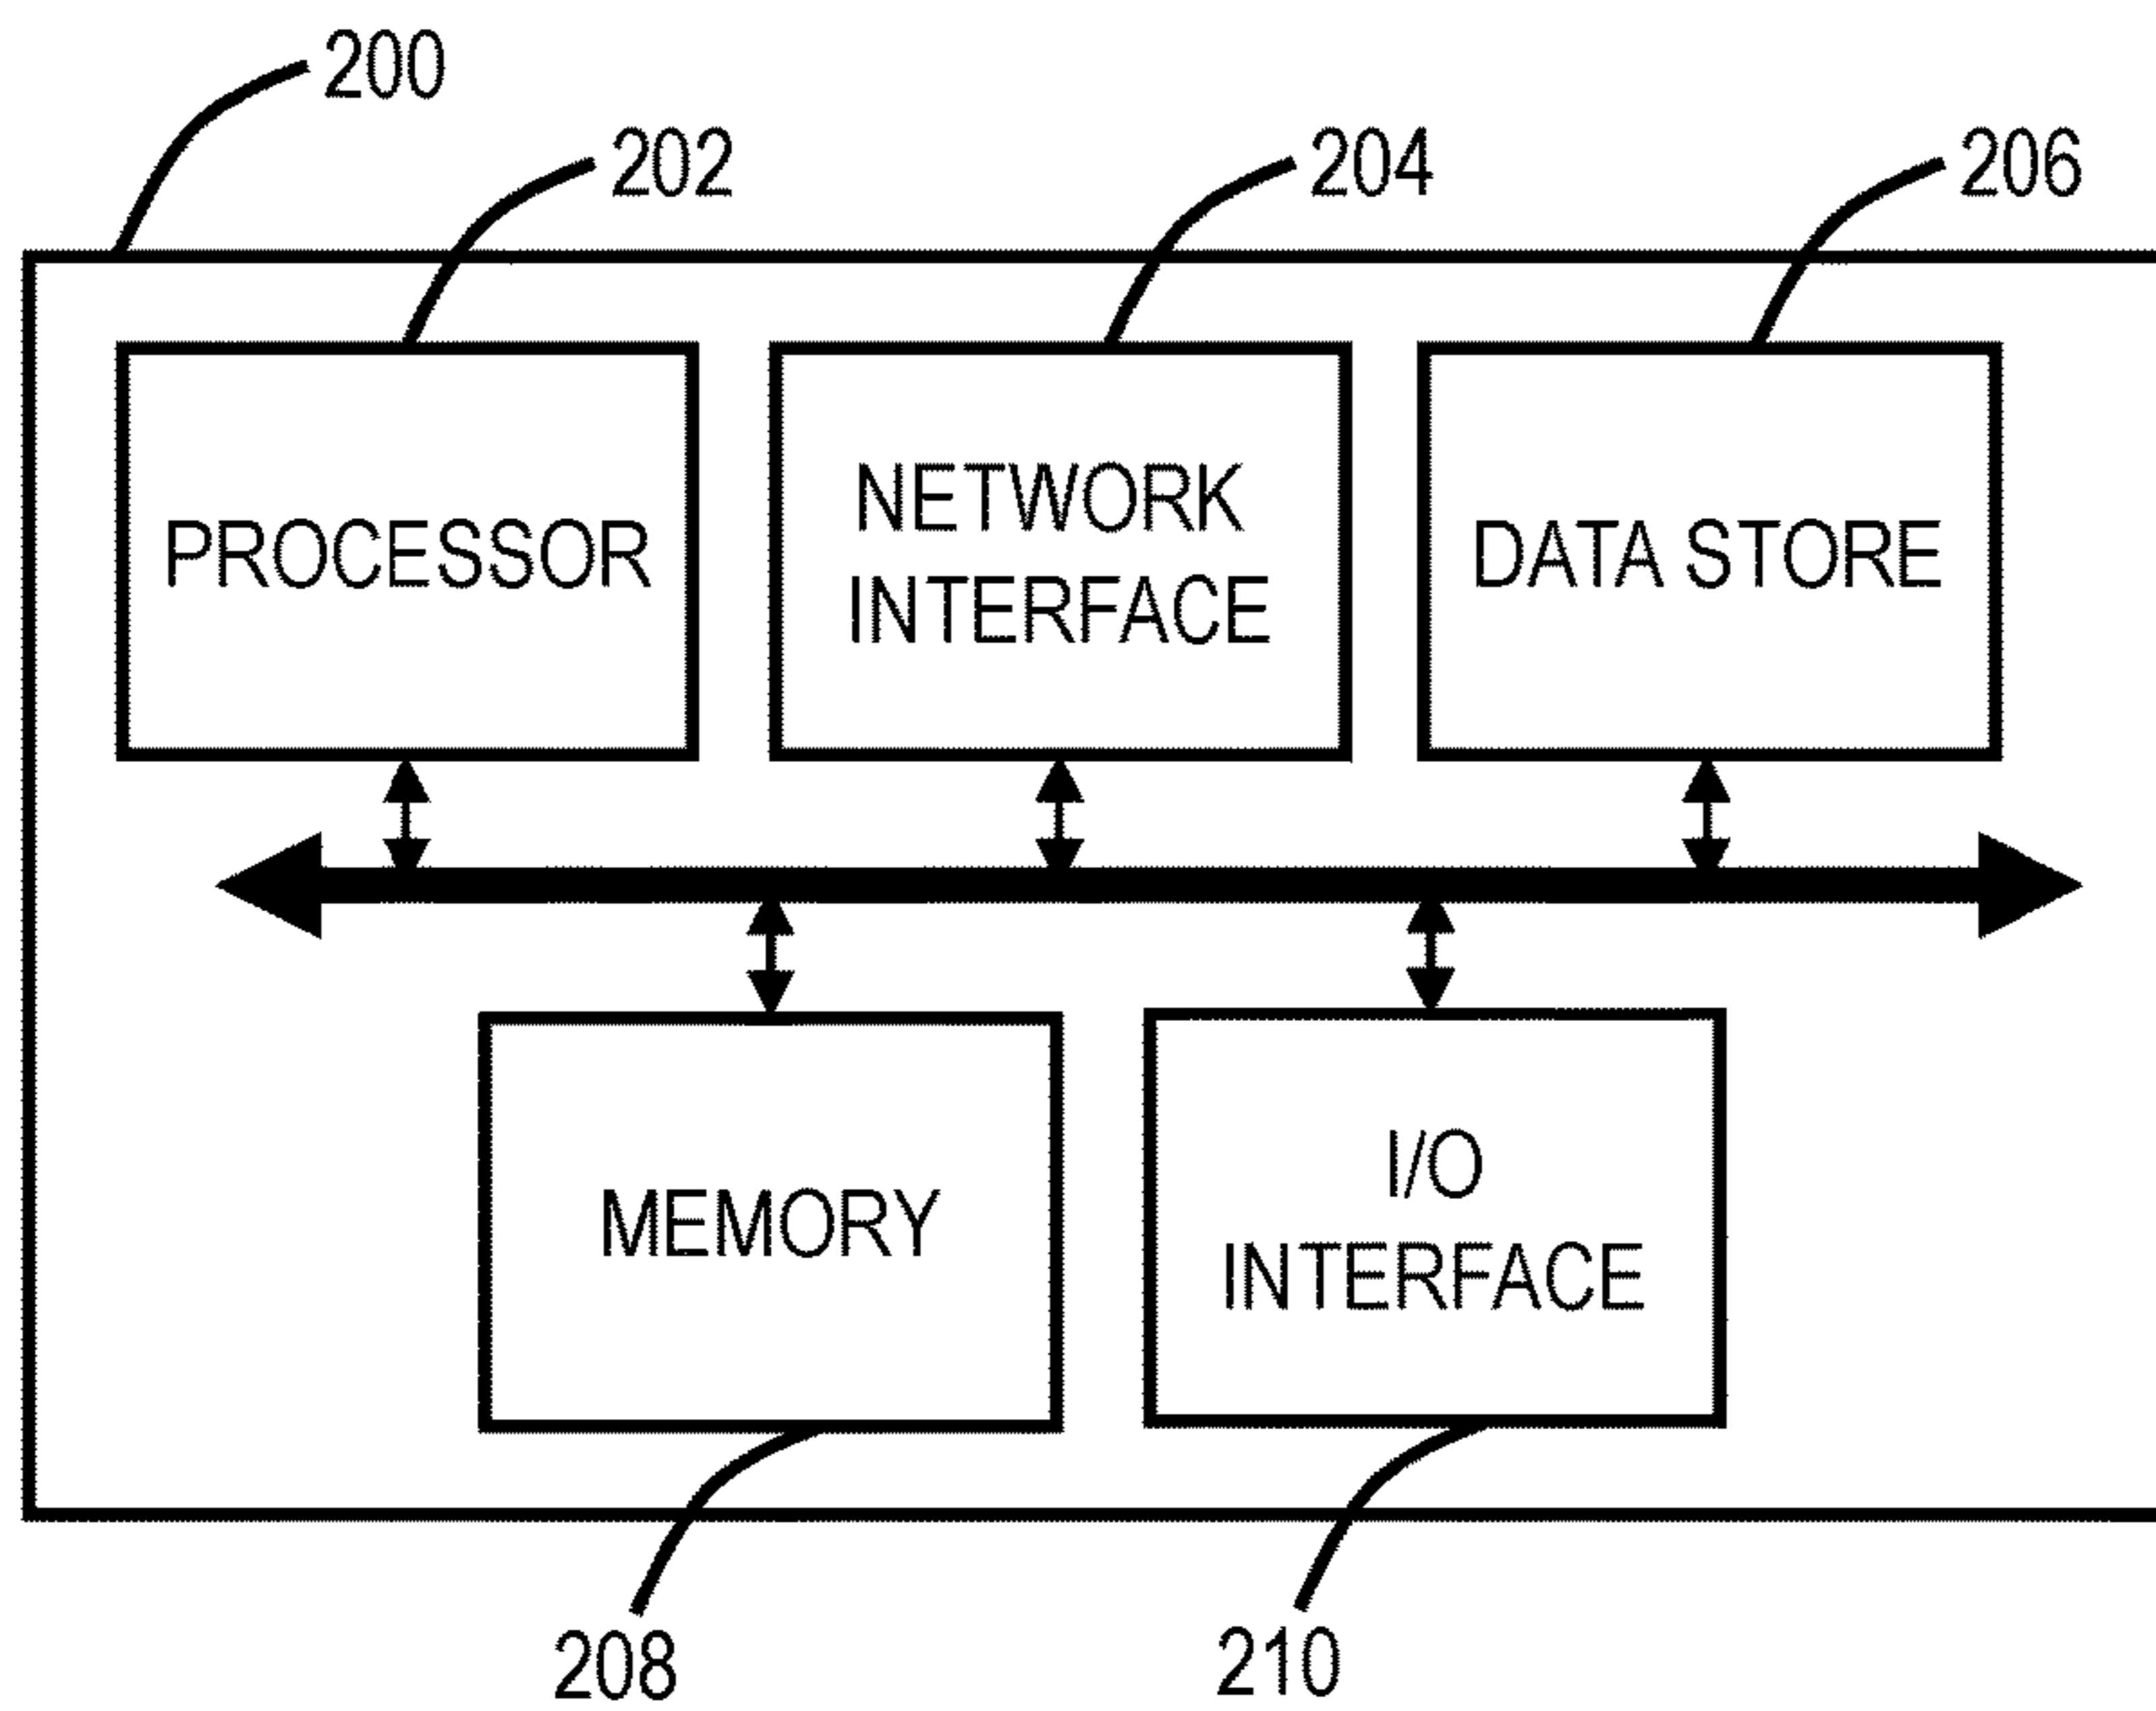 200
202
204
206
PROCESSOR
NETWORK
INTERFACE
DATA STORE
MEMORY
I/O
INTERFACE
208
210